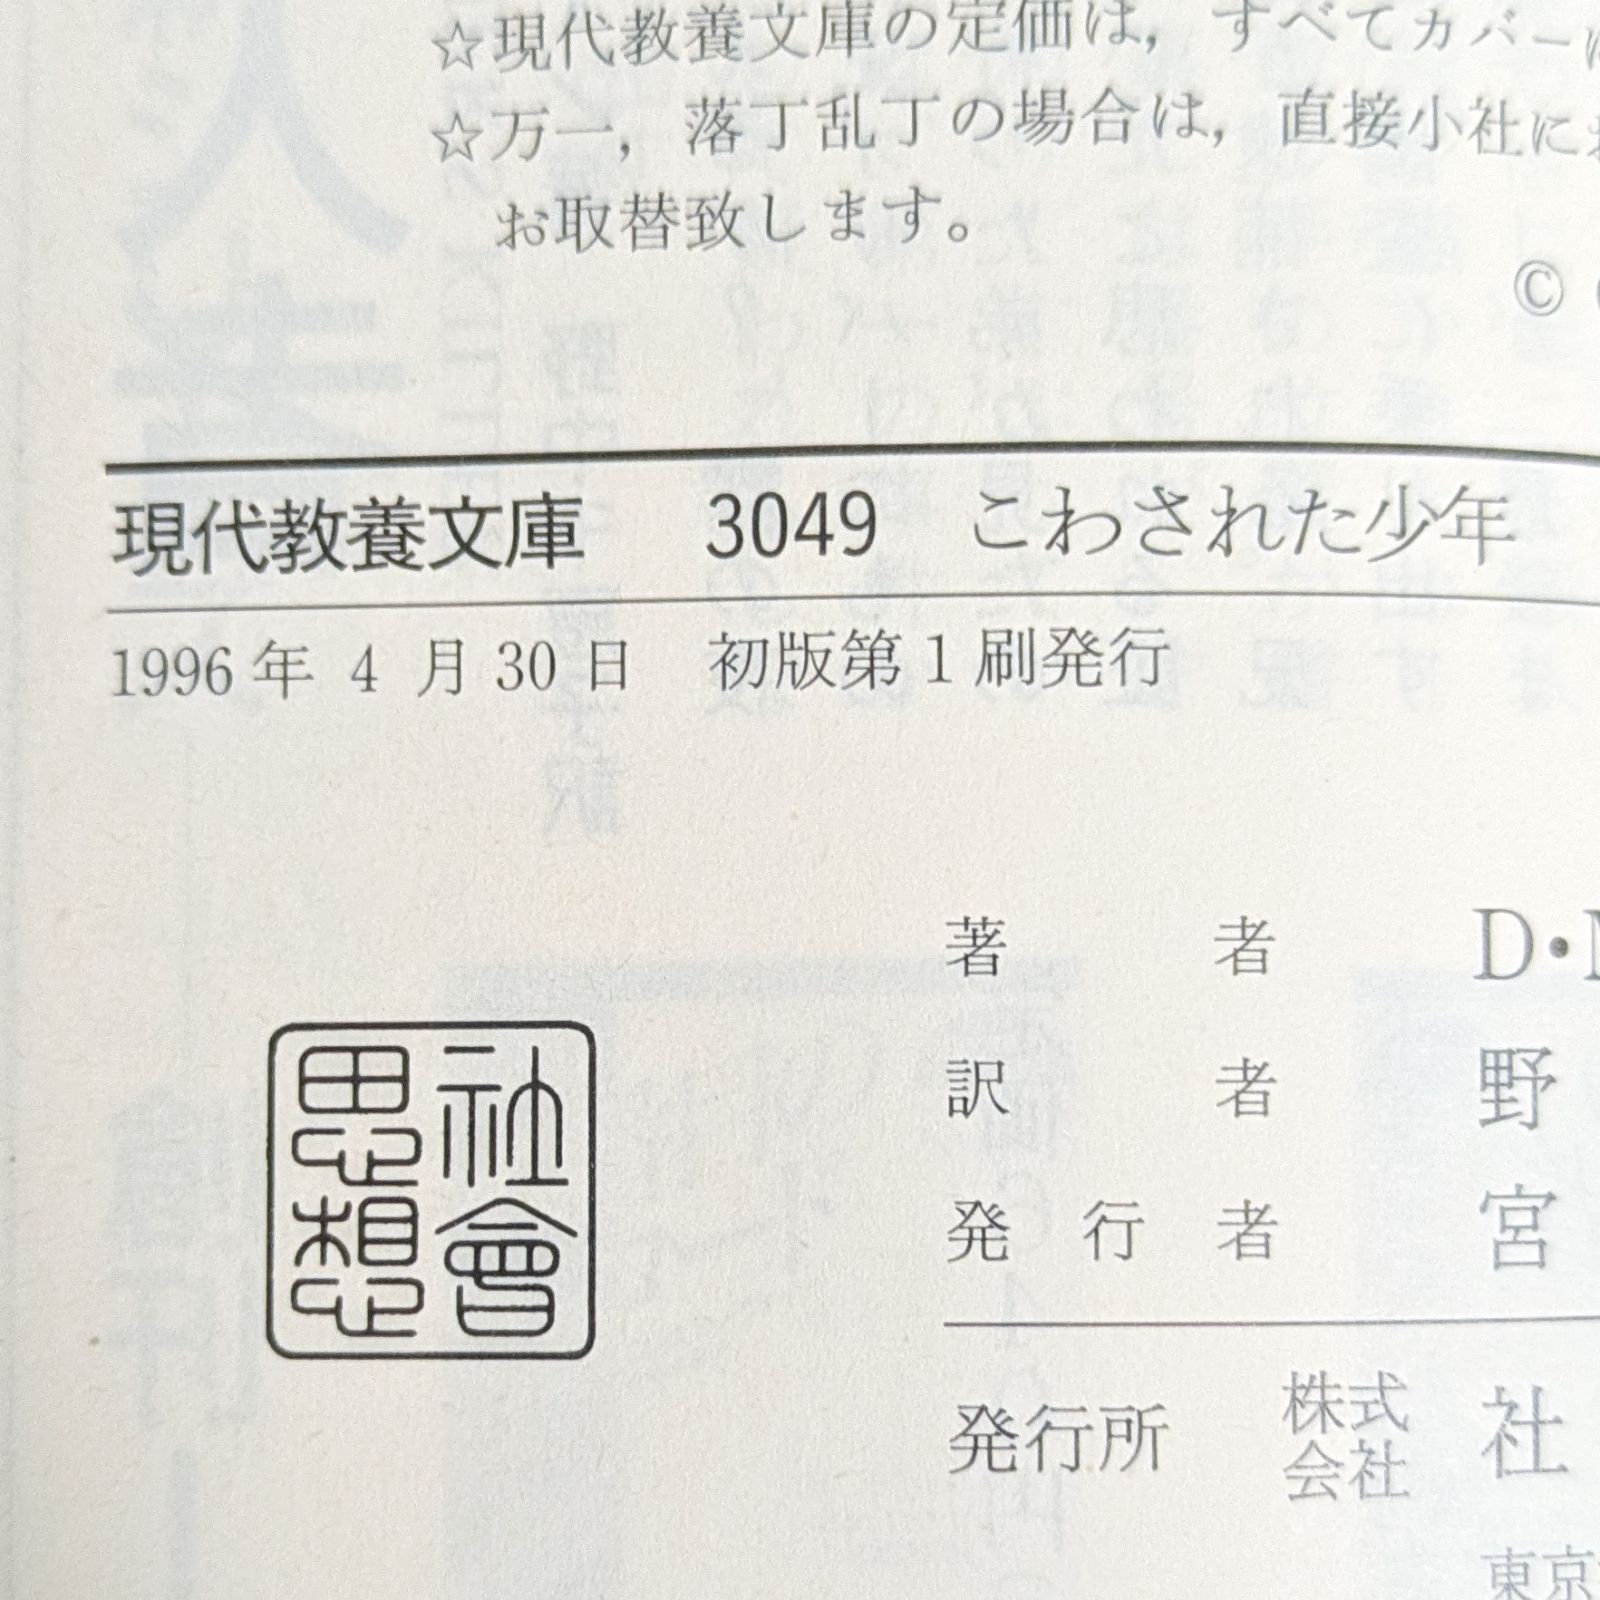 ☆現代教養文庫の定価は，すべてカバーに
☆万一，落丁乱丁の場合は，直接小社にお
お取替致します。
©
現代教養文庫 3049 こわされた少年
1996年 4 月 30 日 初版第1刷発行
著 者 D・M
訳 者 野
発 行 者 宮
社會
思想
発行所 株式会社 社
東京